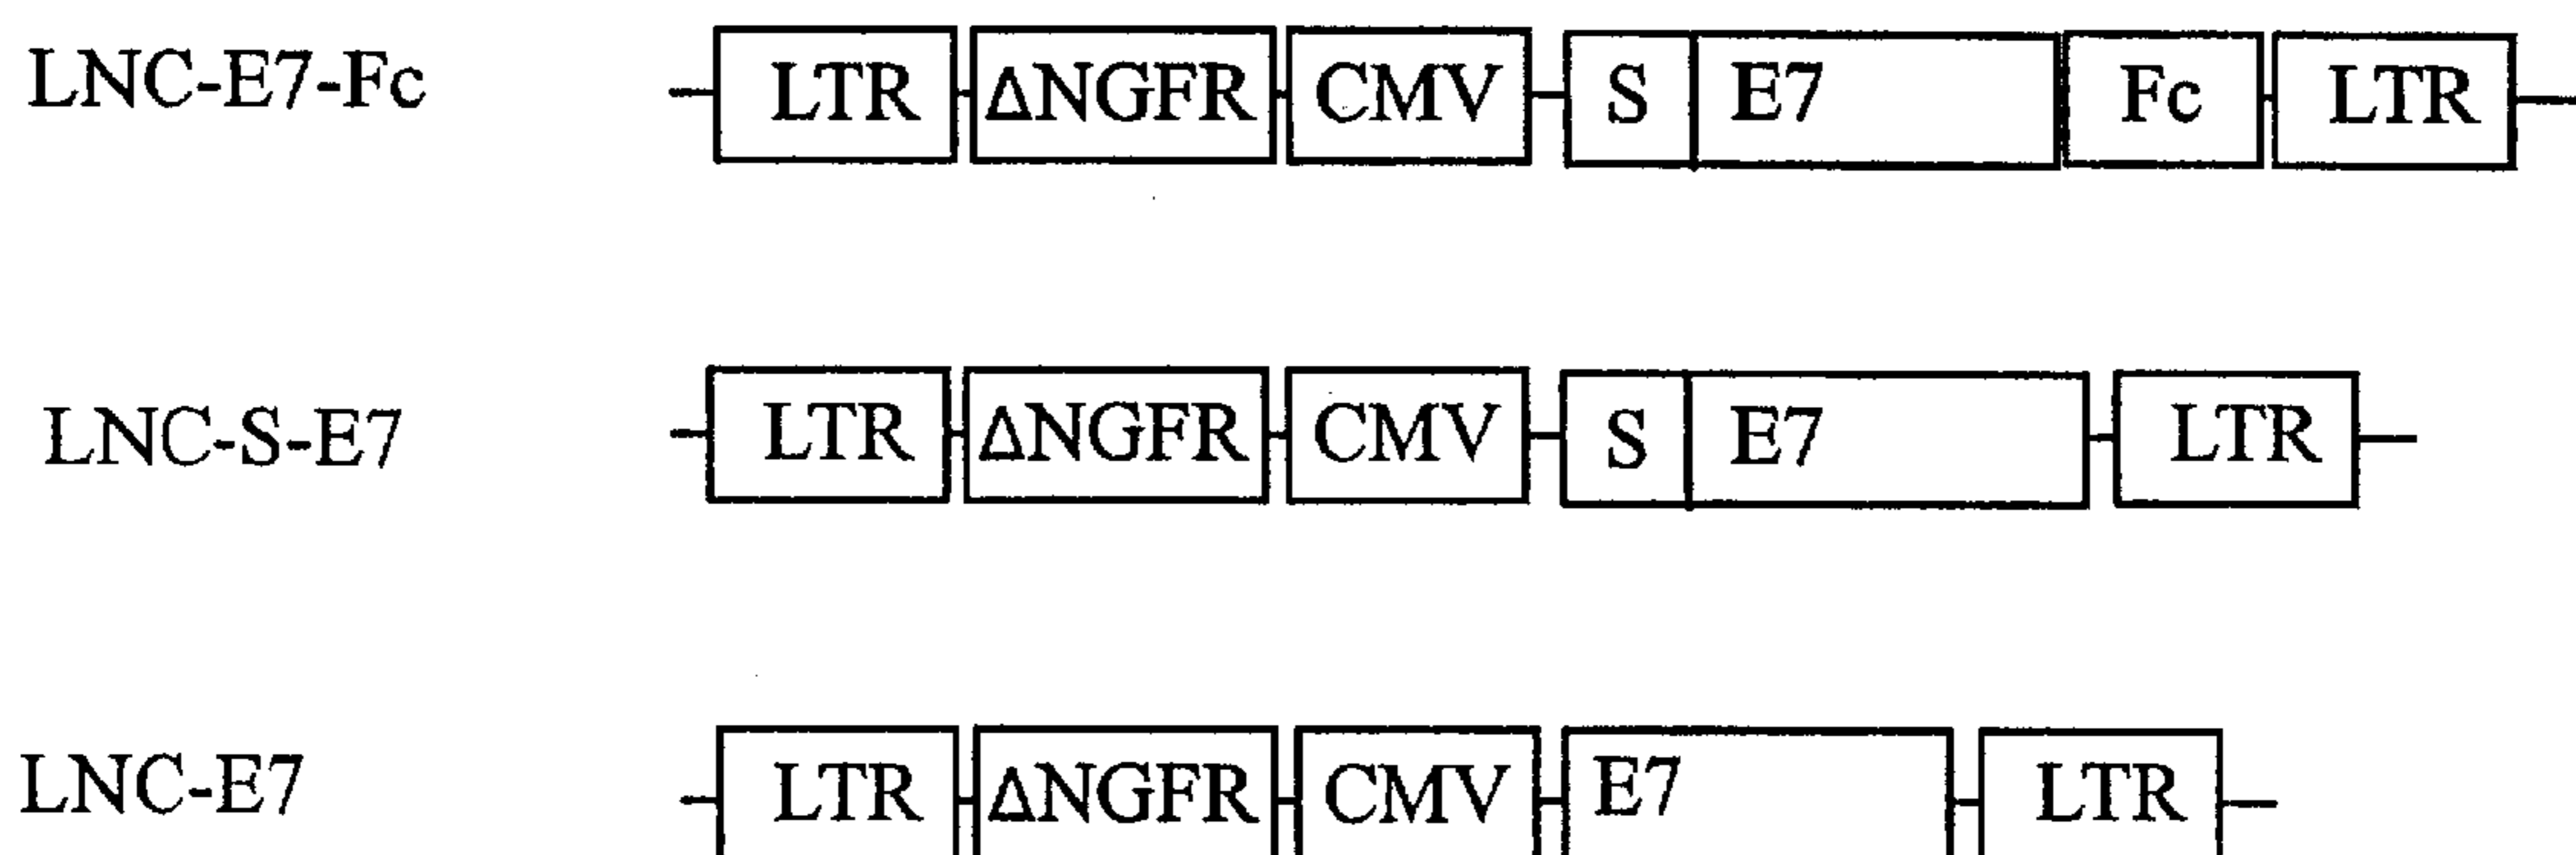 LNC-E7-Fc LTR ΔNGFR CMV S E7 Fc LTR
LNC-S-E7 LTR ΔNGFR CMV S E7 LTR
LNC-E7 LTR ΔNGFR CMV E7 LTR